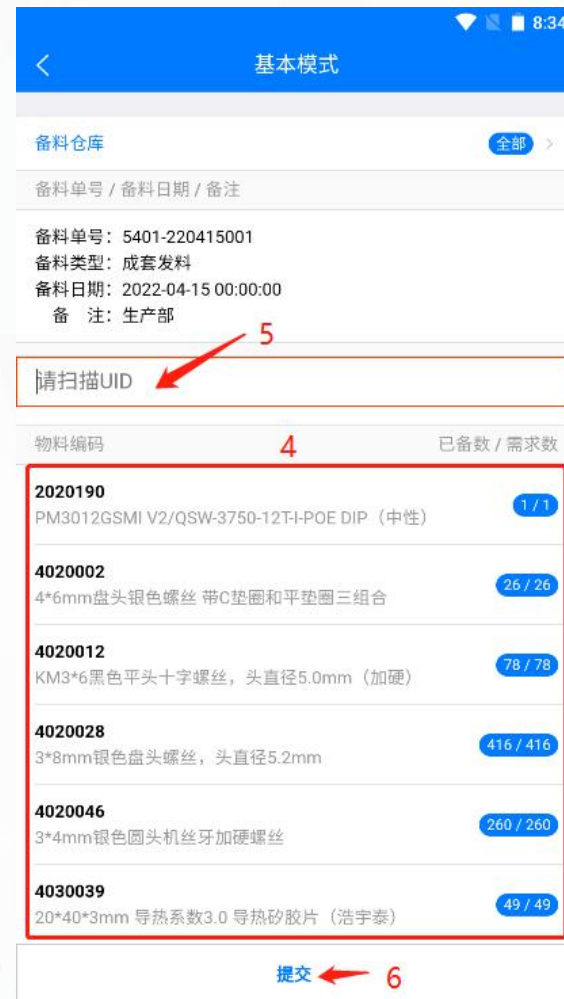 8:34
基本模式
备料仓库 全部
备料单号 / 备料日期 / 备注
备料单号：5401-220415001
备料类型：成套发料
备料日期：2022-04-15 00:00:00
备 注：生产部
5
请扫描UID
物料编码 4 已备数 / 需求数
2020190
PM3012GSMI V2/QSW-3750-12T-I-POE DIP（中性）
1 / 1
4020002
4*6mm盘头银色螺丝 带C垫圈和平垫圈三组合
26 / 26
4020012
KM3*6黑色平头十字螺丝，头直径5.0mm（加硬）
78 / 78
4020028
3*8mm银色盘头螺丝，头直径5.2mm
416 / 416
4020046
3*4mm银色圆头机丝牙加硬螺丝
260 / 260
4030039
20*40*3mm 导热系数3.0 导热矽胶片（浩宇泰）
49 / 49
提交 6